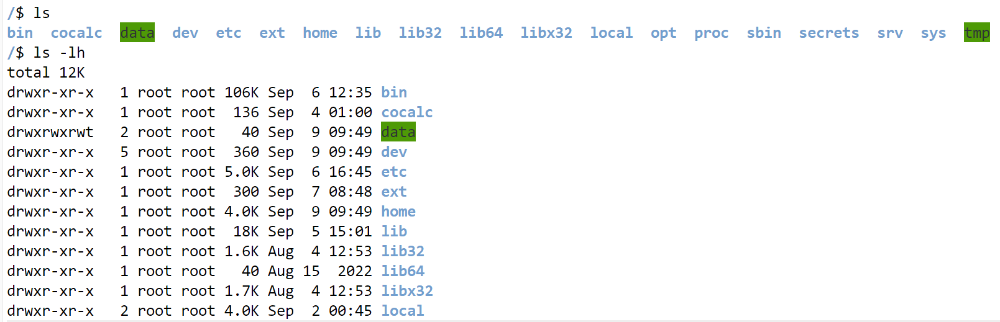 /$ ls
bin  cocalc  data  dev  etc  ext  home  lib  lib32  lib64  libx32  local  opt  proc  sbin  secrets  srv  sys  tmp
/$ ls -lh
total 12K
drwxr-xr-x   1 root root 106K Sep  6 12:35 bin
drwxr-xr-x   1 root root  136 Sep  4 01:00 cocalc
drwxrwxrwt   2 root root   40 Sep  9 09:49 data
drwxr-xr-x   5 root root  360 Sep  9 09:49 dev
drwxr-xr-x   1 root root 5.0K Sep  6 16:45 etc
drwxr-xr-x   1 root root  300 Sep  7 08:48 ext
drwxr-xr-x   1 root root 4.0K Sep  9 09:49 home
drwxr-xr-x   1 root root  18K Sep  5 15:01 lib
drwxr-xr-x   1 root root 1.6K Aug  4 12:53 lib32
drwxr-xr-x   1 root root   40 Aug 15  2022 lib64
drwxr-xr-x   1 root root 1.7K Aug  4 12:53 libx32
drwxr-xr-x   2 root root 4.0K Sep  2 00:45 local